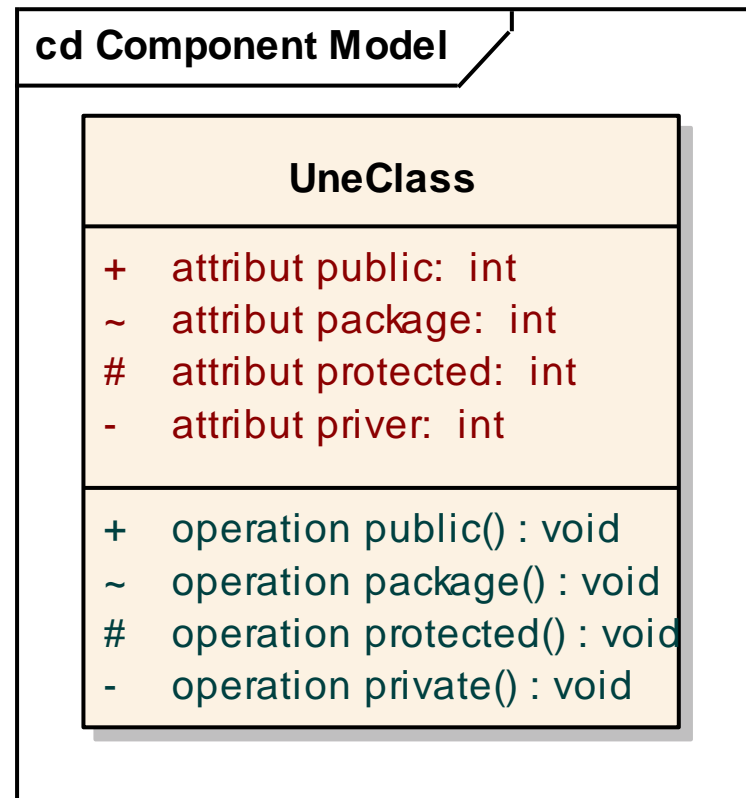 cd Component Model
UneClass
+ attribut public: int
~ attribut package: int
# attribut protected: int
- attribut priver: int
+ operation public() : void
~ operation package() : void
# operation protected() : void
- operation private() : void